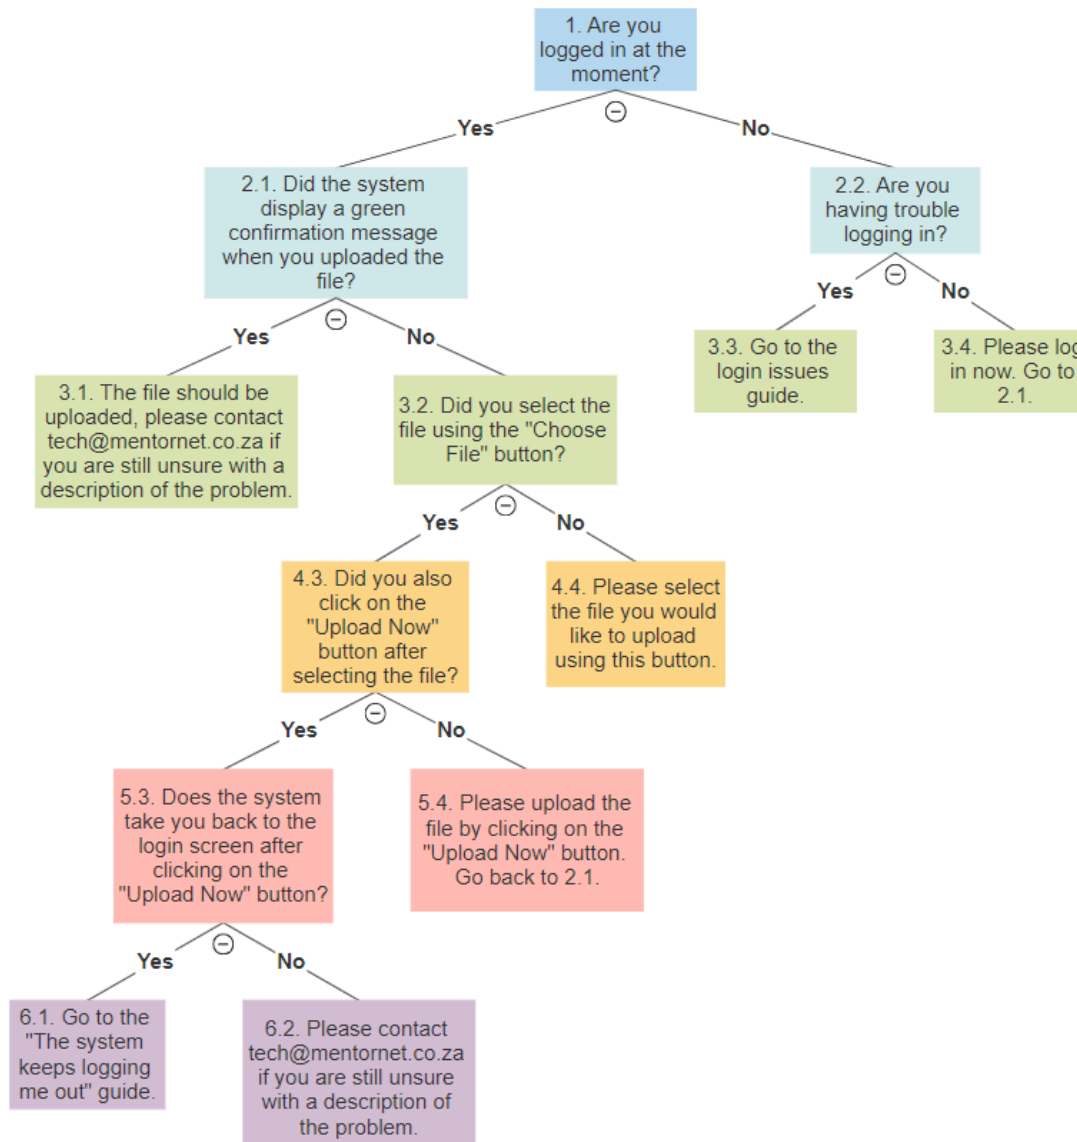 1. Are you
logged in at the
moment?
Yes
No
2.1. Did the system
display a green
confirmation message
when you uploaded the
file?
2.2. Are you
having trouble
logging in?
Yes
No
Yes
No
3.1. The file should be
uploaded, please contact
tech@mentornet.co.za if
you are still unsure with a
description of the problem.
3.2. Did you select the
file using the "Choose
File" button?
3.3. Go to the
login issues
guide.
3.4. Please log
in now. Go to
2.1.
Yes
No
4.3. Did you also
click on the
"Upload Now"
button after
selecting the file?
4.4. Please select
the file you would
like to upload
using this button.
Yes
No
5.3. Does the system
take you back to the
login screen after
clicking on the
"Upload Now" button?
5.4. Please upload the
file by clicking on the
"Upload Now" button.
Go back to 2.1.
Yes
No
6.1. Go to the
"The system
keeps logging
me out" guide.
6.2. Please contact
tech@mentornet.co.za
if you are still unsure
with a description of
the problem.